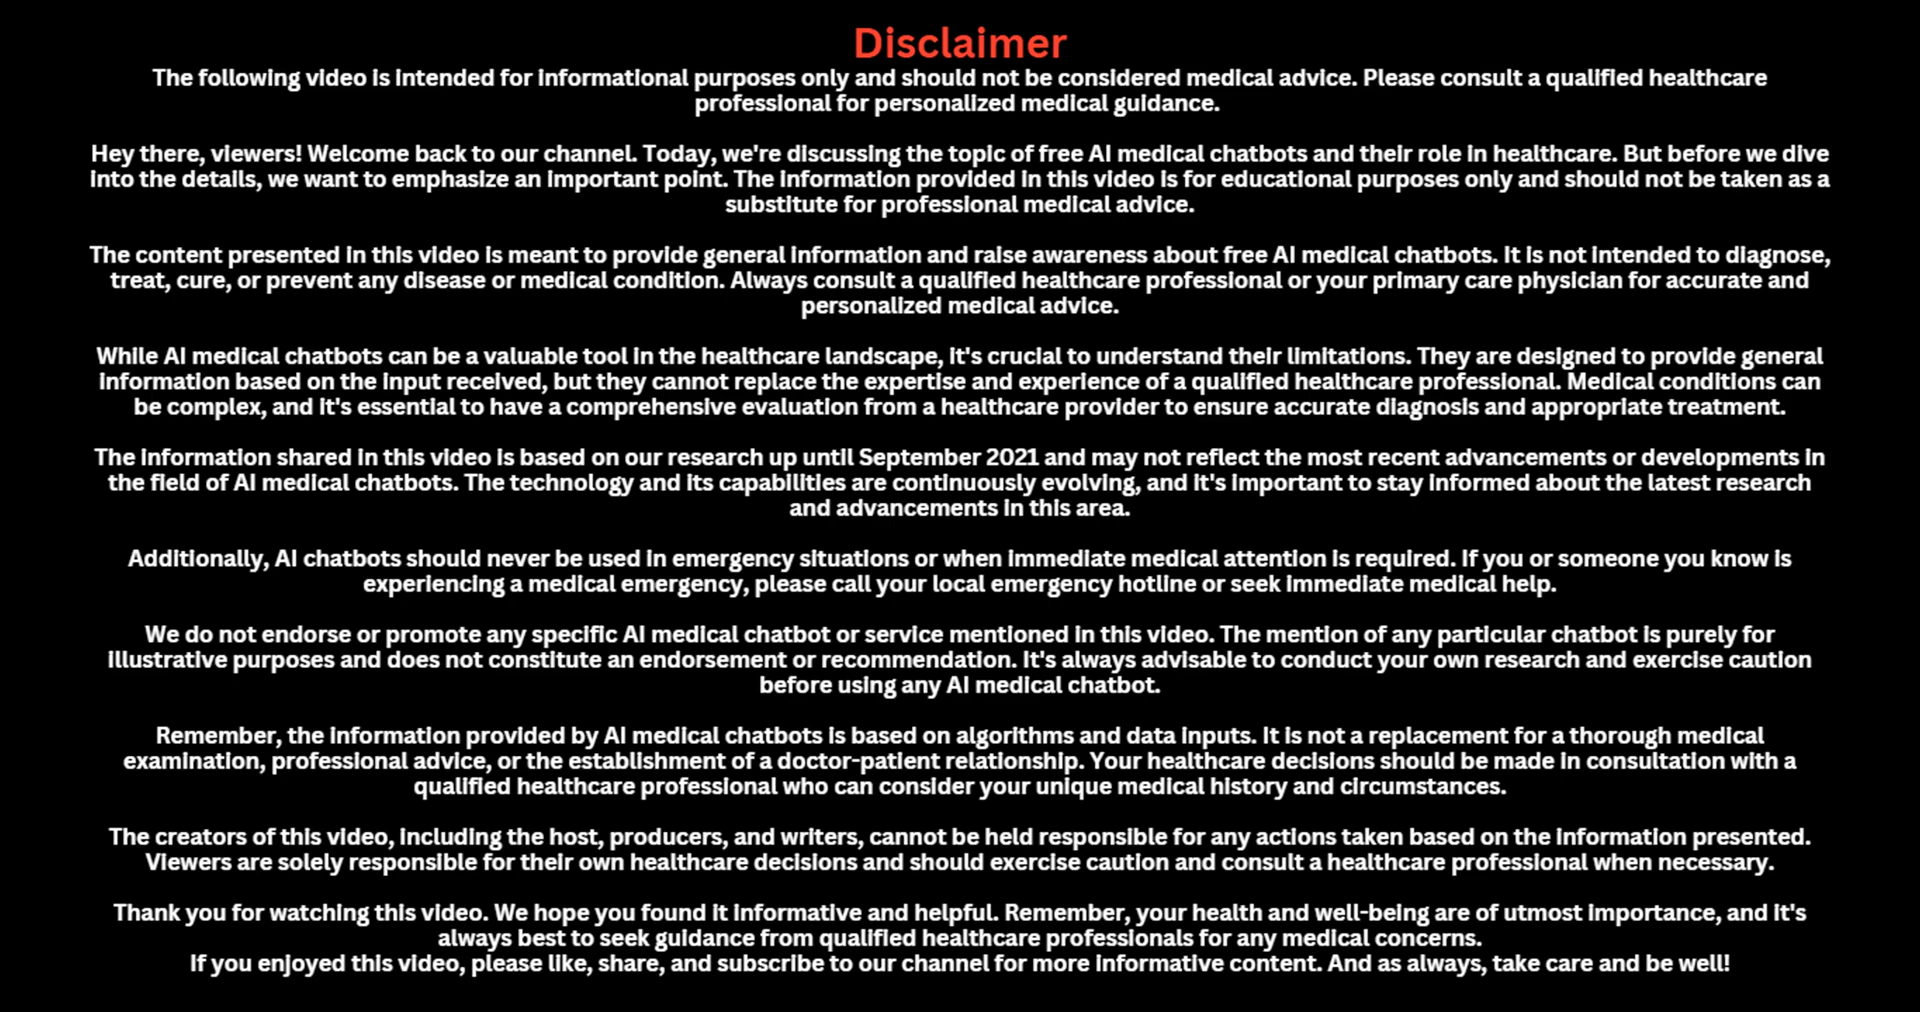 Disclaimer
The following video is intended for informational purposes only and should not be considered medical advice. Please consult a qualified healthcare
professional for personalized medical guidance.
Hey there, viewers! Welcome back to our channel. Today, we're discussing the topic of free AI medical chatbots and their role in healthcare. But before we dive
into the details, we want to emphasize an important point. The information provided in this video is for educational purposes only and should not be taken as a
substitute for professional medical advice.
The content presented in this video is meant to provide general information and raise awareness about free AI medical chatbots. It is not intended to diagnose,
treat, cure, or prevent any disease or medical condition. Always consult a qualified healthcare professional or your primary care physician for accurate and
personalized medical advice.
While AI medical chatbots can be a valuable tool in the healthcare landscape, it's crucial to understand their limitations. They are designed to provide general
information based on the input received, but they cannot replace the expertise and experience of a qualified healthcare professional. Medical conditions can
be complex, and it's essential to have a comprehensive evaluation from a healthcare provider to ensure accurate diagnosis and appropriate treatment.
The information shared in this video is based on our research up until September 2021 and may not reflect the most recent advancements or developments in
the field of AI medical chatbots. The technology and its capabilities are continuously evolving, and it's important to stay informed about the latest research
and advancements in this area.
Additionally, AI chatbots should never be used in emergency situations or when immediate medical attention is required. If you or someone you know is
experiencing a medical emergency, please call your local emergency hotline or seek immediate medical help.
We do not endorse or promote any specific AI medical chatbot or service mentioned in this video. The mention of any particular chatbot is purely for
illustrative purposes and does not constitute an endorsement or recommendation. It's always advisable to conduct your own research and exercise caution
before using any AI medical chatbot.
Remember, the information provided by AI medical chatbots is based on algorithms and data inputs. It is not a replacement for a thorough medical
examination, professional advice, or the establishment of a doctor-patient relationship. Your healthcare decisions should be made in consultation with a
qualified healthcare professional who can consider your unique medical history and circumstances.
The creators of this video, including the host, producers, and writers, cannot be held responsible for any actions taken based on the information presented.
Viewers are solely responsible for their own healthcare decisions and should exercise caution and consult a healthcare professional when necessary.
Thank you for watching this video. We hope you found it informative and helpful. Remember, your health and well-being are of utmost importance, and it's
always best to seek guidance from qualified healthcare professionals for any medical concerns.
If you enjoyed this video, please like, share, and subscribe to our channel for more informative content. And as always, take care and be well!